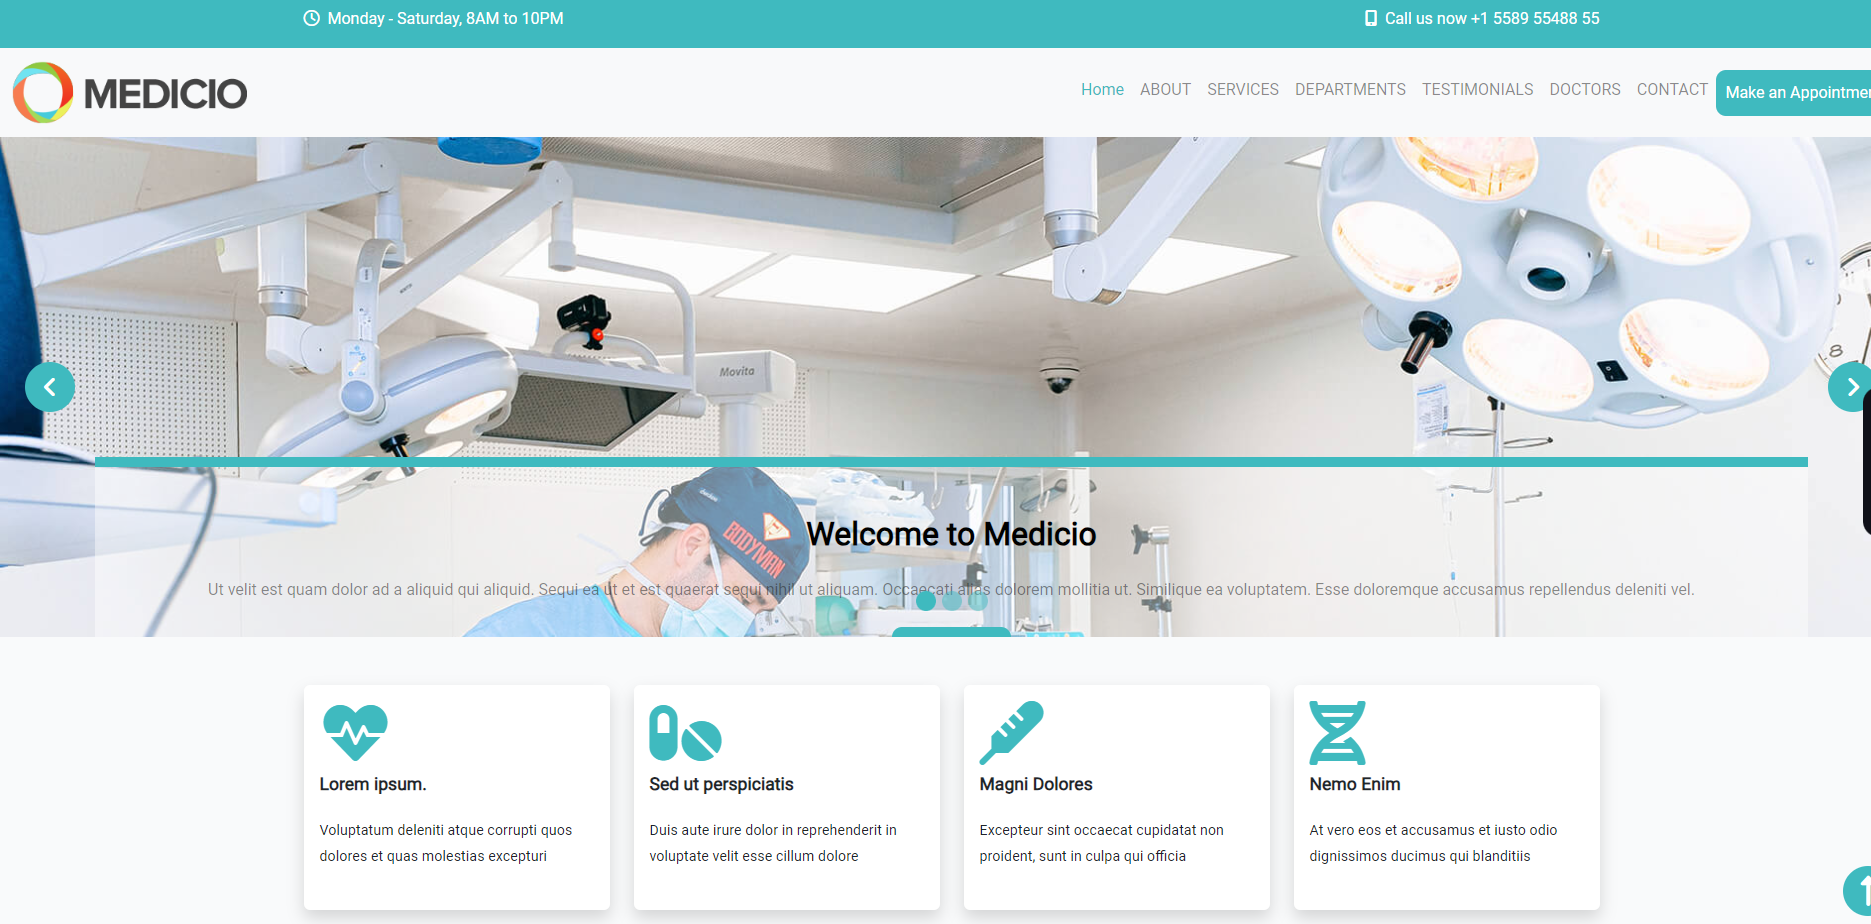 Monday - Saturday, 8AM to 10PM
Call us now +1 5589 55488 55
MEDICIO
Home ABOUT SERVICES DEPARTMENTS TESTIMONIALS DOCTORS CONTACT
Make an Appointmen
Movita
8
BODYMAN
Welcome to Medicio
Ut velit est quam dolor ad a aliquid qui aliquid. Sequi ea ut et est quaerat sequi nihil ut aliquam. Occaecati alias dolorem mollitia ut. Similique ea voluptatem. Esse doloremque accusamus repellendus deleniti vel.
Lorem ipsum.
Voluptatum deleniti atque corrupti quos
dolores et quas molestias excepturi
Sed ut perspiciatis
Duis aute irure dolor in reprehenderit in
voluptate velit esse cillum dolore
Magni Dolores
Excepteur sint occaecat cupidatat non
proident, sunt in culpa qui officia
Nemo Enim
At vero eos et accusamus et iusto odio
dignissimos ducimus qui blanditiis